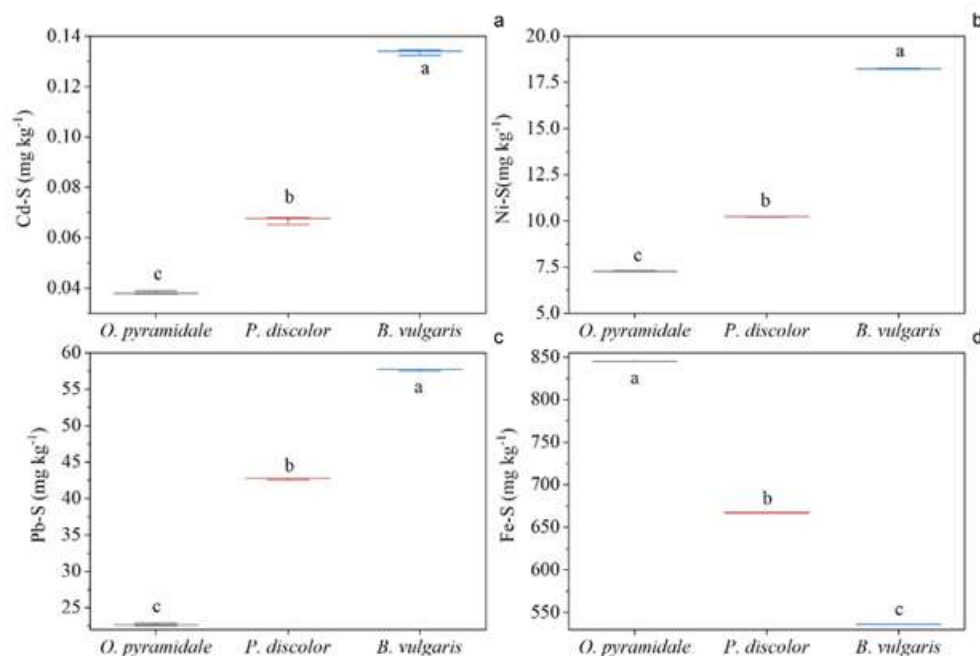 a
Cd-S (mg kg⁻¹)
0.14
0.12
0.10
0.08
0.06
0.04
a
b
c
O. pyramidale P. discolor B. vulgaris
b
Ni-S(mg kg⁻¹)
20.0
17.5
15.0
12.5
10.0
7.5
5.0
a
b
c
O. pyramidale P. discolor B. vulgaris
c
Pb-S (mg kg⁻¹)
60
55
50
45
40
35
30
25
a
b
c
O. pyramidale P. discolor B. vulgaris
d
Fe-S (mg kg⁻¹)
850
800
750
700
650
600
550
a
b
c
O. pyramidale P. discolor B. vulgaris